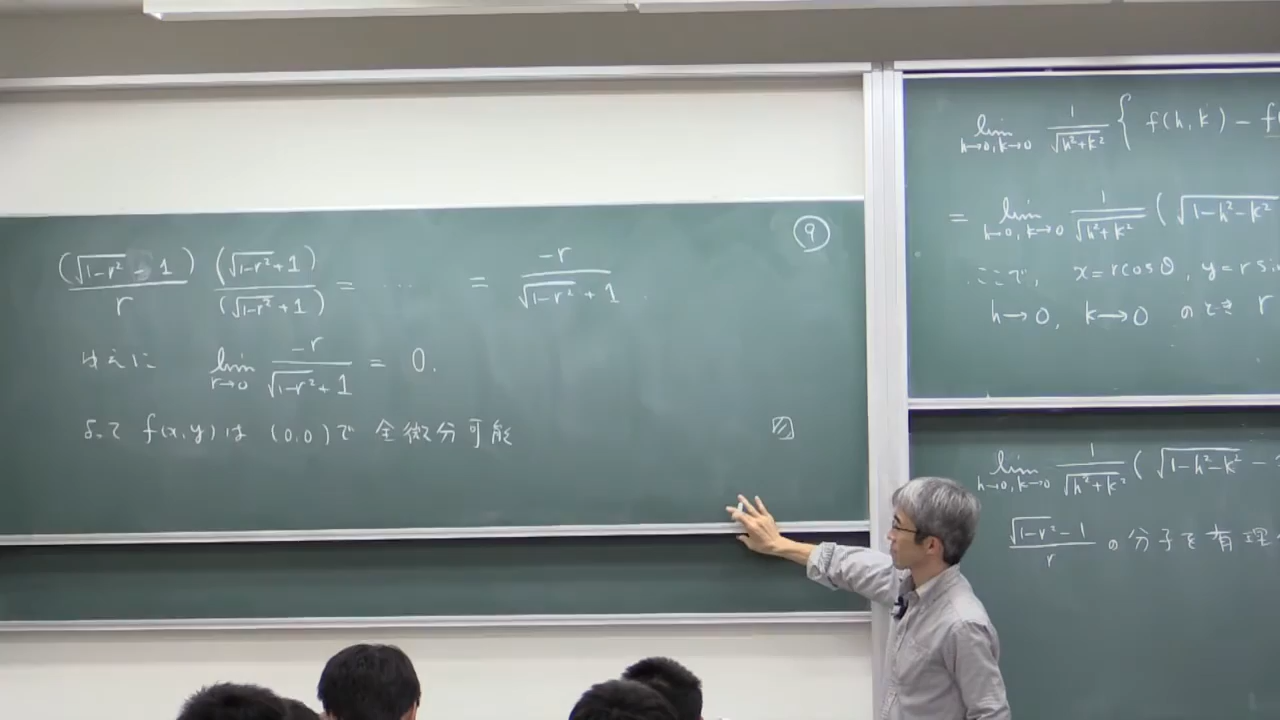 ⑨
(√(1-r²) - 1)/r (√(1-r²)+1)/(√(1-r²)+1) = ... = -r/(√(1-r²)+1)
ゆえに lim_{r→0} -r/(√(1-r²)+1) = 0.
よって f(x,y)は (0,0)で 全微分可能
lim_{h→0, k→0} 1/√(h²+k²) { f(h,k) - f(
= lim_{h→0, k→0} 1/√(h²+k²) ( √(1-h²-k²)
ここで, x=rcosθ, y=r sin
h→0, k→0 のとき r
lim_{h→0, k→0} 1/√(h²+k²) ( √(1-h²-k²) -
(√(1-r²)-1)/r の分子を有理